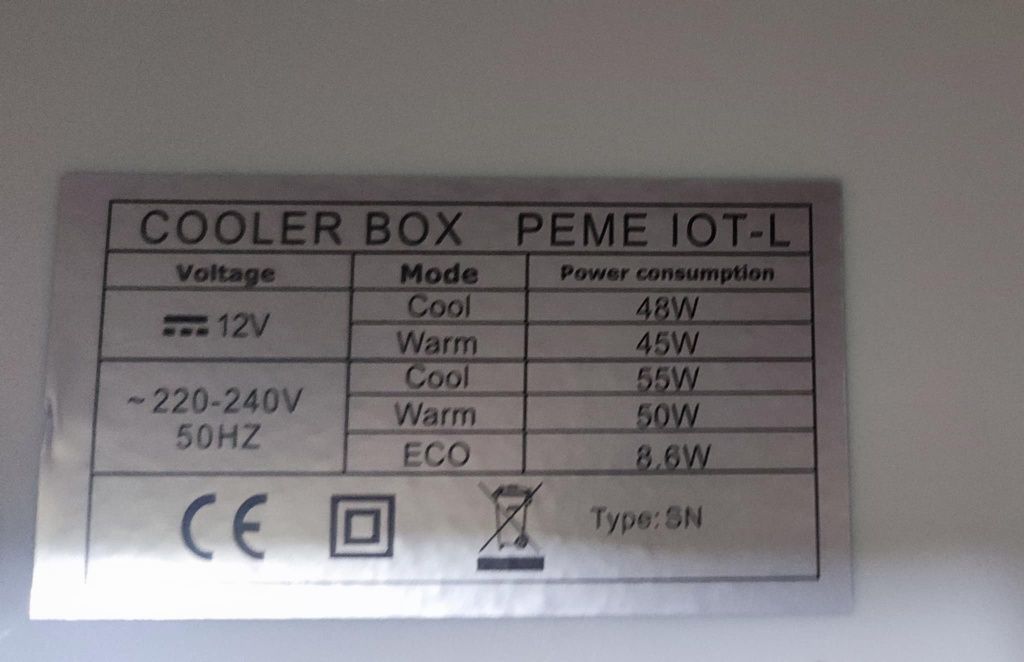 COOLER BOX PEME IOT-L
Voltage Mode Power consumption
⎓ 12V Cool 48W
Warm 45W
~220-240V 50HZ Cool 55W
Warm 50W
ECO 8.6W
CE Type: SN